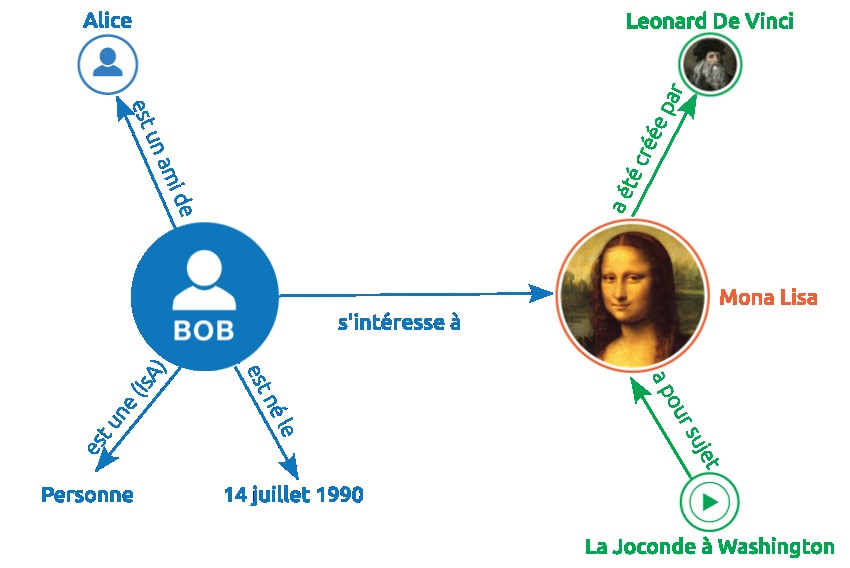 Alice
Leonard De Vinci
est un ami de
a été créée par
BOB
Mona Lisa
s'intéresse à
est une (IsA)
est né le
a pour sujet
Personne
14 juillet 1990
La Joconde à Washington